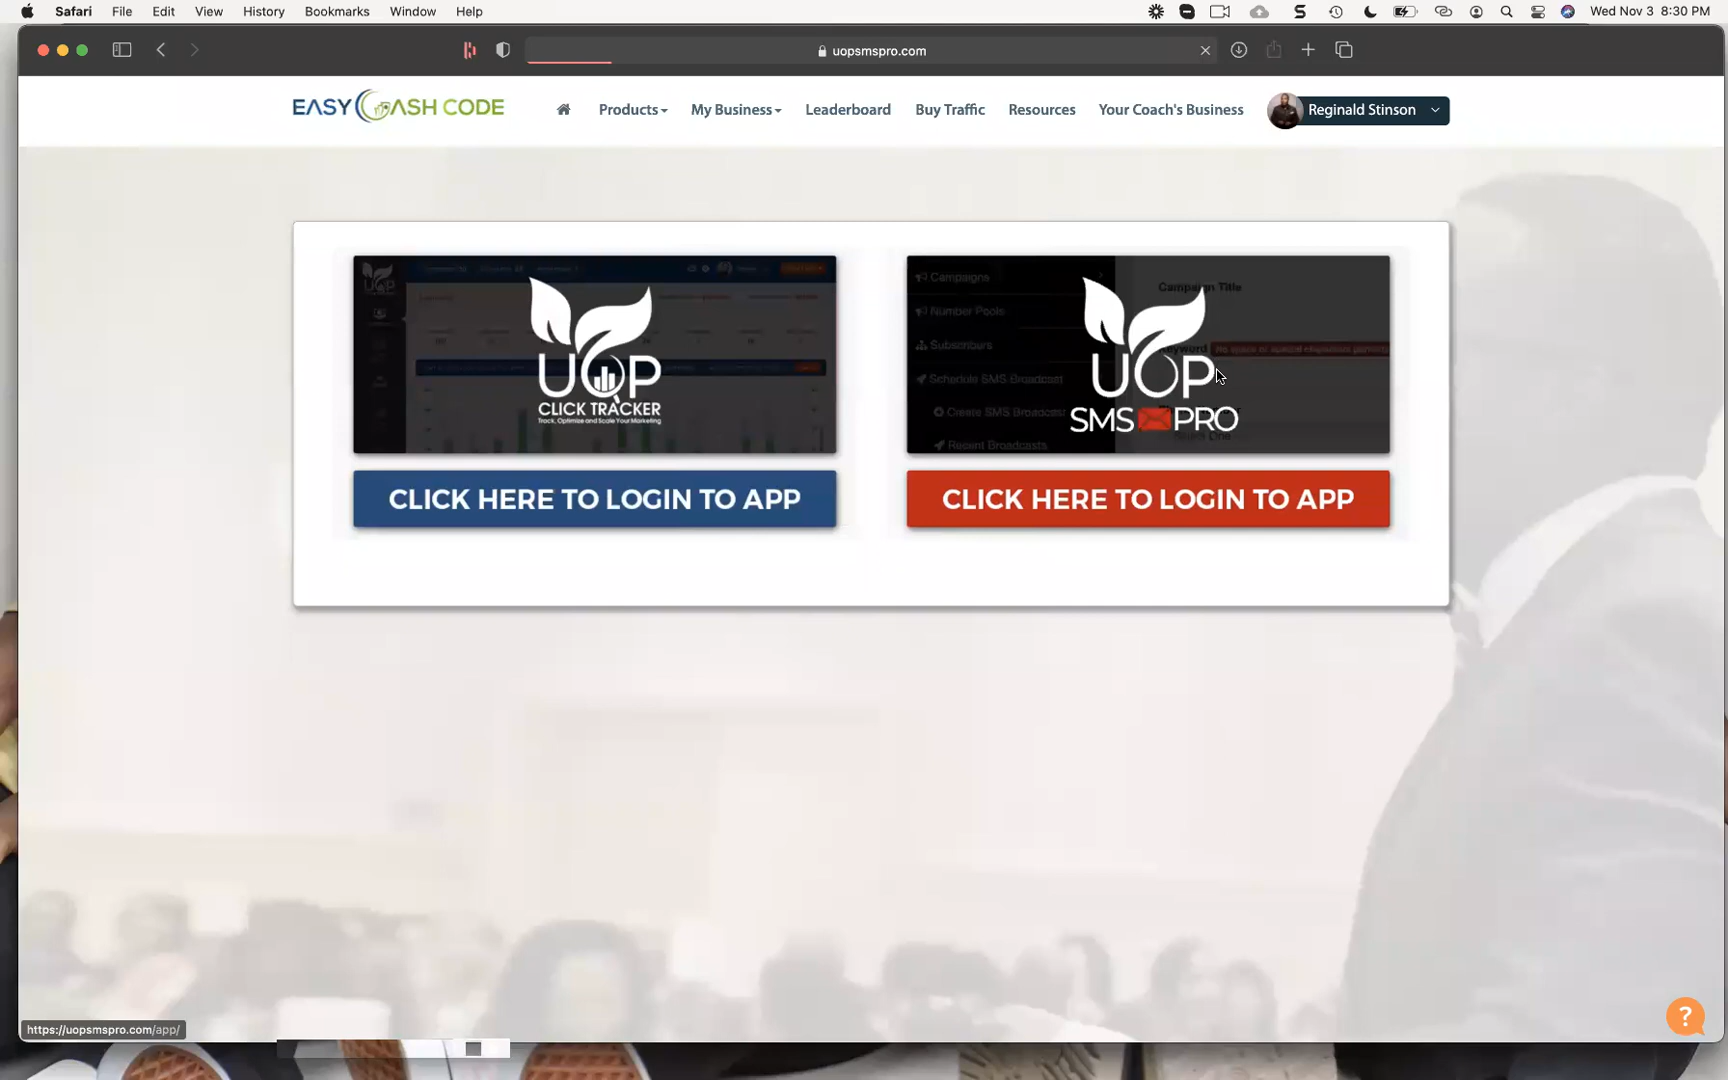 Safari File Edit View History Bookmarks Window Help Wed Nov 3 8:30 PM
uopsmspro.com
EASY CASH CODE Products My Business Leaderboard Buy Traffic Resources Your Coach's Business Reginald Stinson
UOP
CLICK TRACKER
Track, Optimise and Scale Your Marketing
CLICK HERE TO LOGIN TO APP
Campaigns
Number Pools
Subscribers
Schedule SMS Broadcast
Create SMS Broadcast
Recent Broadcasts
Campaign Title
Keyword
UOP
SMS PRO
CLICK HERE TO LOGIN TO APP
https://uopsmspro.com/app/
?